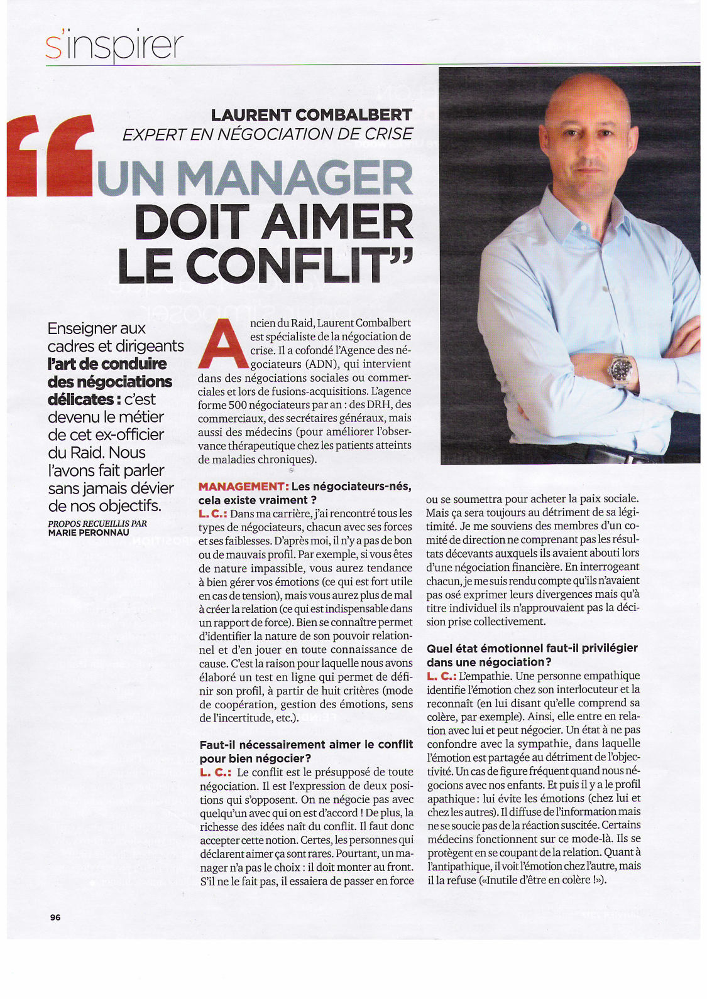 s'inspirer
LAURENT COMBALBERT
EXPERT EN NÉGOCIATION DE CRISE
“UN MANAGER
DOIT AIMER
LE CONFLIT”
Enseigner aux
cadres et dirigeants
l'art de conduire
des négociations
délicates : c'est
devenu le métier
de cet ex-officier
du Raid. Nous
l'avons fait parler
sans jamais dévier
de nos objectifs.
PROPOS RECUEILLIS PAR
MARIE PERONNAU
Ancien du Raid, Laurent Combalbert
est spécialiste de la négociation de
crise. Il a cofondé l'Agence des né-
gociateurs (ADN), qui intervient
dans des négociations sociales ou commer-
ciales et lors de fusions-acquisitions. L'agence
forme 500 négociateurs par an : des DRH, des
commerciaux, des secrétaires généraux, mais
aussi des médecins (pour améliorer l'obser-
vance thérapeutique chez les patients atteints
de maladies chroniques).
MANAGEMENT : Les négociateurs-nés,
cela existe vraiment ?
L. C. : Dans ma carrière, j'ai rencontré tous les
types de négociateurs, chacun avec ses forces
et ses faiblesses. D'après moi, il n'y a pas de bon
ou de mauvais profil. Par exemple, si vous êtes
de nature impassible, vous aurez tendance
à bien gérer vos émotions (ce qui est fort utile
en cas de tension), mais vous aurez plus de mal
à créer la relation (ce qui est indispensable dans
un rapport de force). Bien se connaître permet
d'identifier la nature de son pouvoir relation-
nel et d'en jouer en toute connaissance de
cause. C'est la raison pour laquelle nous avons
élaboré un test en ligne qui permet de défi-
nir son profil, à partir de huit critères (mode
de coopération, gestion des émotions, sens
de l'incertitude, etc.).
Faut-il nécessairement aimer le conflit
pour bien négocier?
L. C. : Le conflit est le présupposé de toute
négociation. Il est l'expression de deux posi-
tions qui s'opposent. On ne négocie pas avec
quelqu'un avec qui on est d'accord ! De plus, la
richesse des idées naît du conflit. Il faut donc
accepter cette notion. Certes, les personnes qui
déclarent aimer ça sont rares. Pourtant, un ma-
nager n'a pas le choix : il doit monter au front.
S'il ne le fait pas, il essaiera de passer en force
ou se soumettra pour acheter la paix sociale.
Mais ça sera toujours au détriment de sa légi-
timité. Je me souviens des membres d'un co-
mité de direction ne comprenant pas les résul-
tats décevants auxquels ils avaient abouti lors
d'une négociation financière. En interrogeant
chacun, je me suis rendu compte qu'ils n'avaient
pas osé exprimer leurs divergences mais qu'à
titre individuel ils n'approuvaient pas la déci-
sion prise collectivement.
Quel état émotionnel faut-il privilégier
dans une négociation?
L. C. : L'empathie. Une personne empathique
identifie l'émotion chez son interlocuteur et la
reconnaît (en lui disant qu'elle comprend sa
colère, par exemple). Ainsi, elle entre en rela-
tion avec lui et peut négocier. Un état à ne pas
confondre avec la sympathie, dans laquelle
l'émotion est partagée au détriment de l'objec-
tivité. Un cas de figure fréquent quand nous né-
gocions avec nos enfants. Et puis il y a le profil
apathique : lui évite les émotions (chez lui et
chez les autres). Il diffuse de l'information mais
ne se soucie pas de la réaction suscitée. Certains
médecins fonctionnent sur ce mode-là. Ils se
protègent en se coupant de la relation. Quant à
l'antipathique, il voit l'émotion chez l'autre, mais
il la refuse («Inutile d'être en colère !»).
96